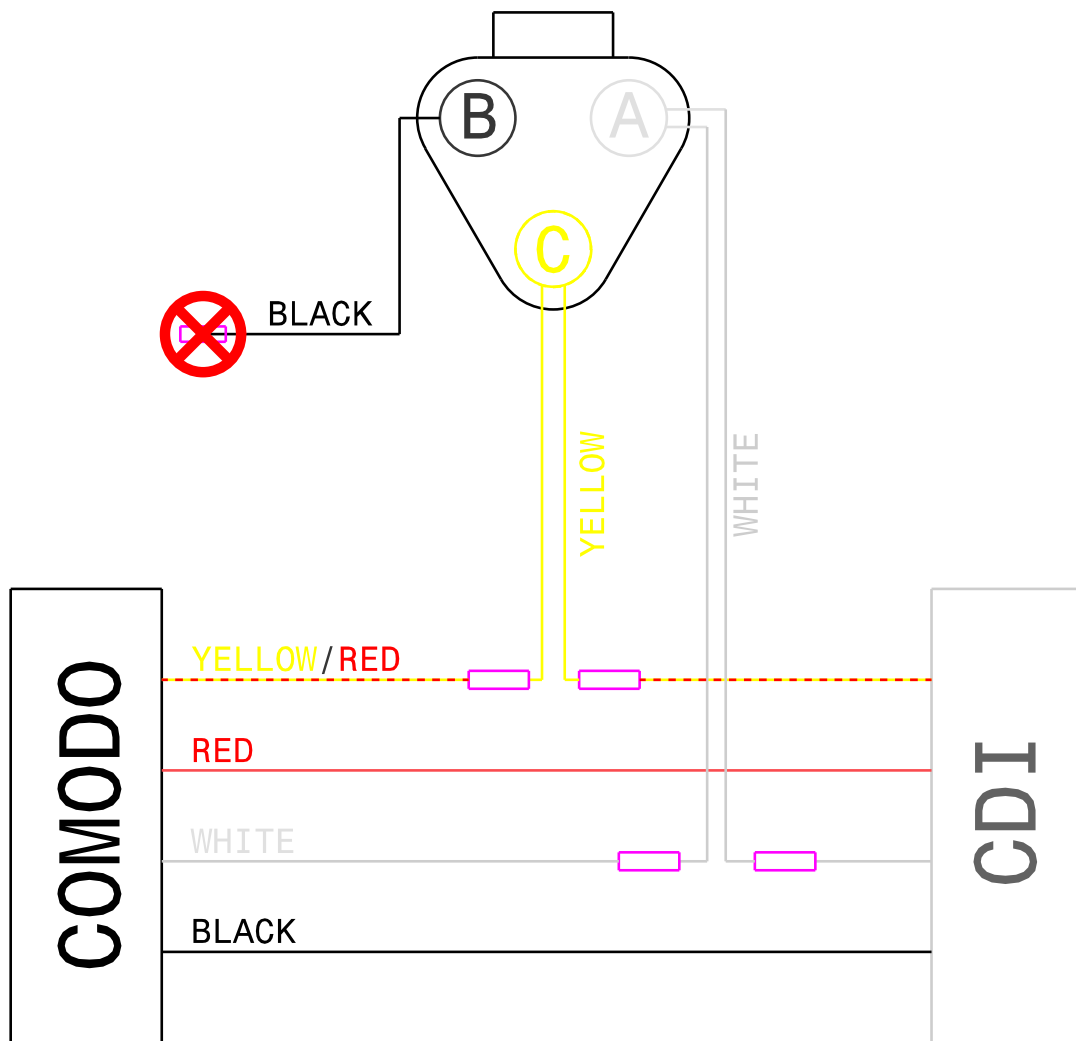 B
A
C
BLACK
YELLOW
WHITE
YELLOW/RED
RED
WHITE
BLACK
COMODO
CDI